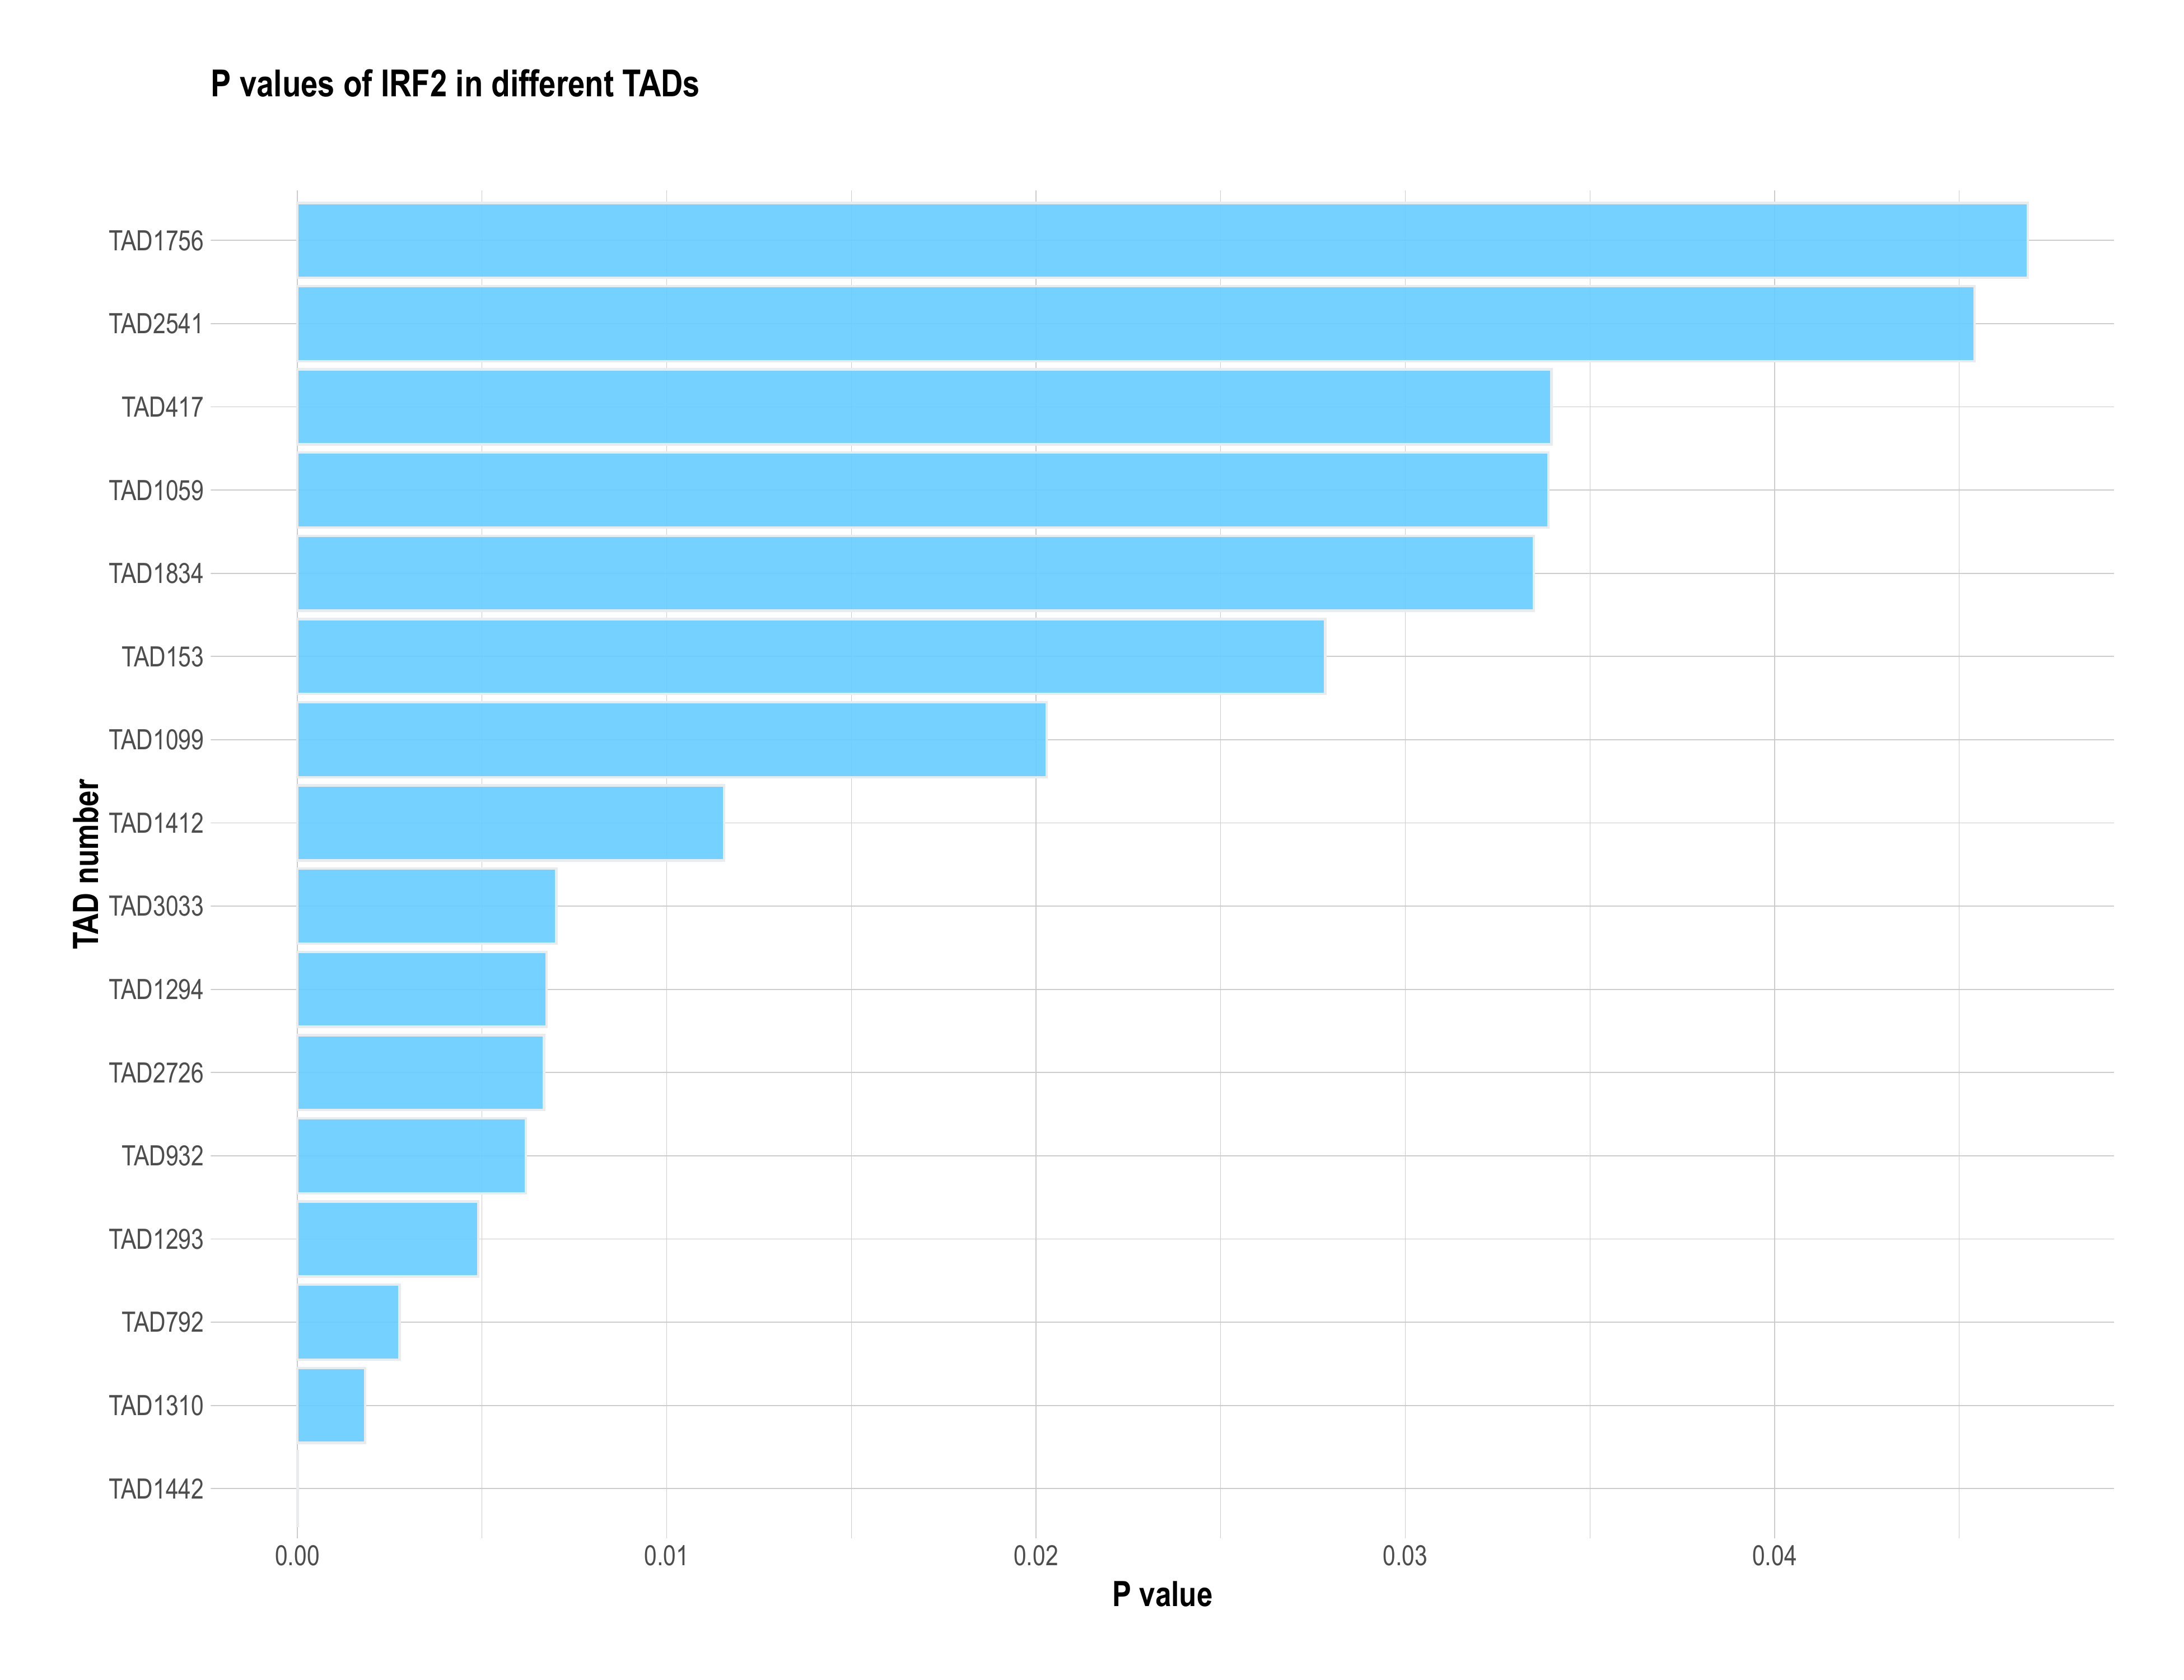 P values of IRF2 in different TADs
TAD number
TAD1756
TAD2541
TAD417
TAD1059
TAD1834
TAD153
TAD1099
TAD1412
TAD3033
TAD1294
TAD2726
TAD932
TAD1293
TAD792
TAD1310
TAD1442
0.00 0.01 0.02 0.03 0.04
P value